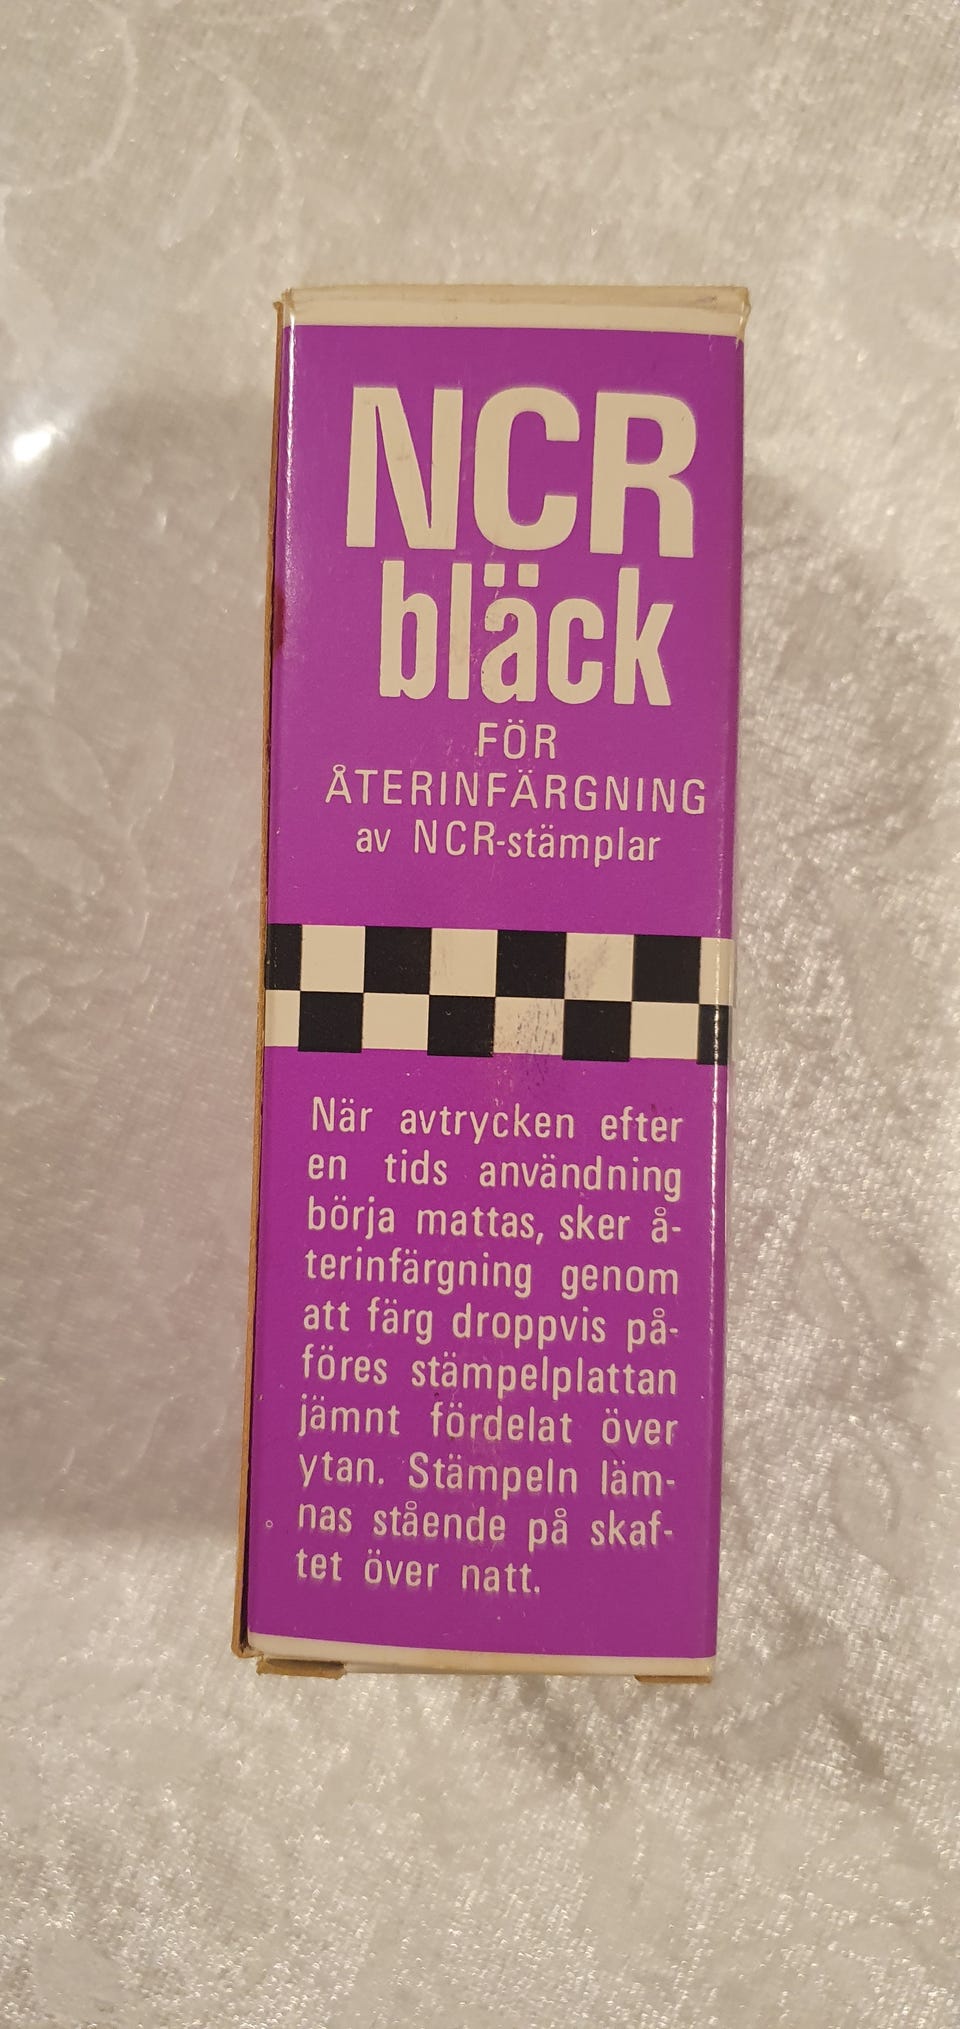 NCR
bläck
FÖR
ÅTERINFÄRGNING
av NCR-stämplar
När avtrycken efter
en tids användning
börja mattas, sker å-
terinfärgning genom
att färg droppvis på-
föres stämpelplattan
jämnt fördelat över
ytan. Stämpeln läm-
nas stående på skaf-
tet över natt.